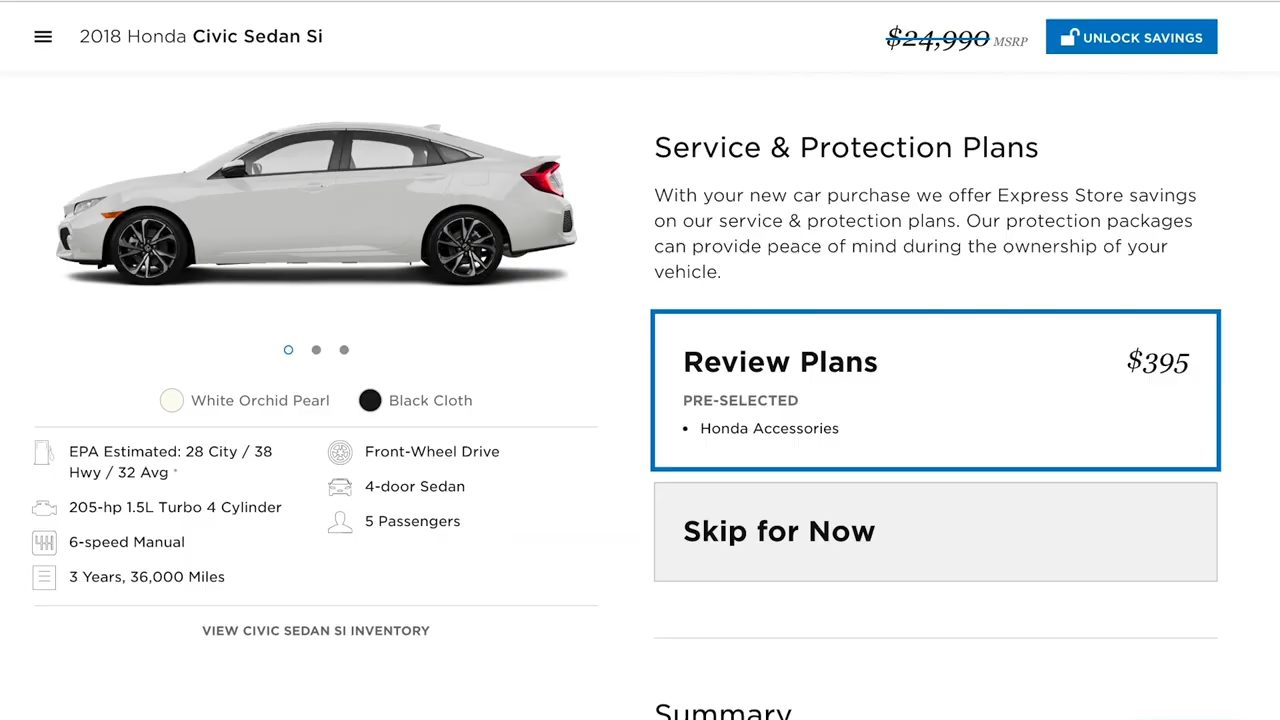 2018 Honda Civic Sedan Si
$24,990 MSRP
UNLOCK SAVINGS
Service & Protection Plans
With your new car purchase we offer Express Store savings
on our service & protection plans. Our protection packages
can provide peace of mind during the ownership of your
vehicle.
Review Plans
$395
PRE-SELECTED
• Honda Accessories
Skip for Now
White Orchid Pearl
Black Cloth
EPA Estimated: 28 City / 38
Hwy / 32 Avg *
205-hp 1.5L Turbo 4 Cylinder
6-speed Manual
3 Years, 36,000 Miles
Front-Wheel Drive
4-door Sedan
5 Passengers
VIEW CIVIC SEDAN SI INVENTORY
Summary